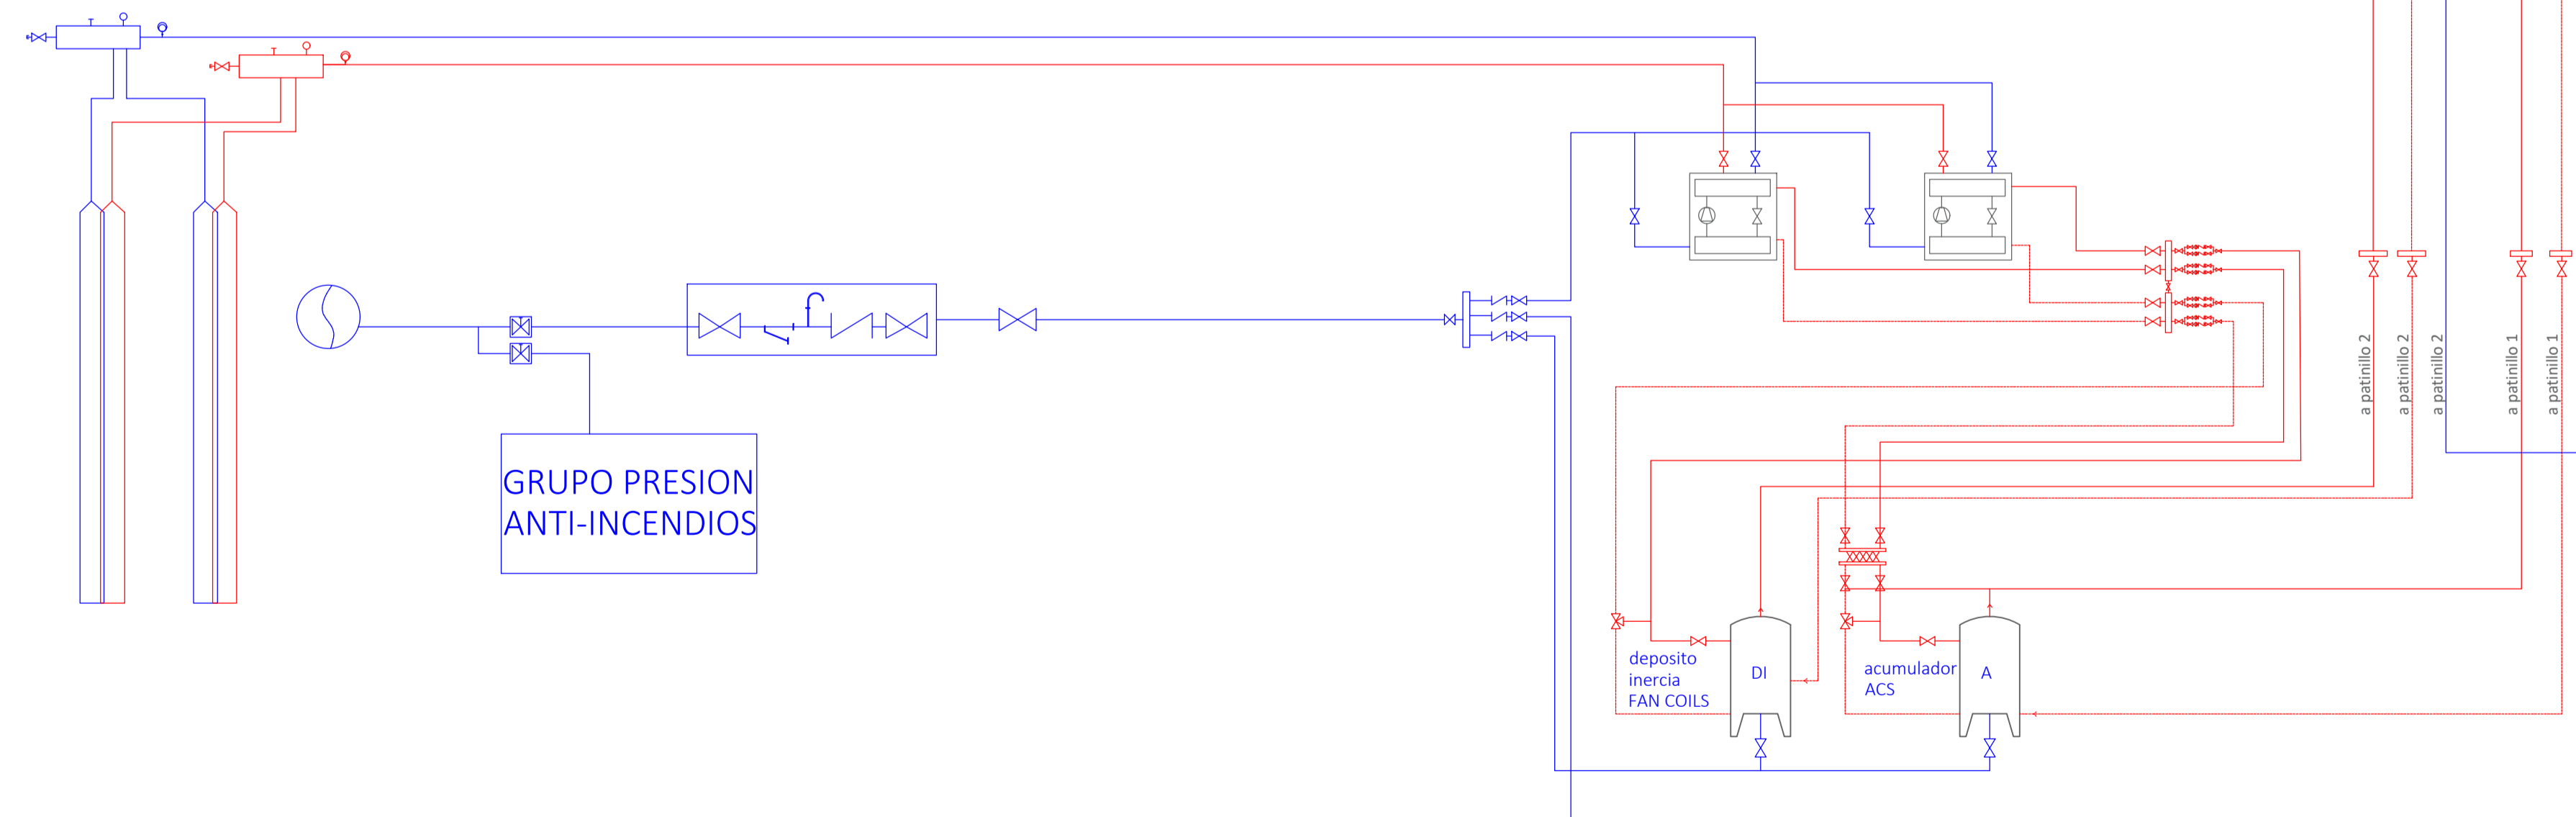 GRUPO PRESION
ANTI-INCENDIOS
deposito
inercia
FAN COILS
DI
acumulador
ACS
A
a patinillo 2
a patinillo 2
a patinillo 2
a patinillo 1
a patinillo 1